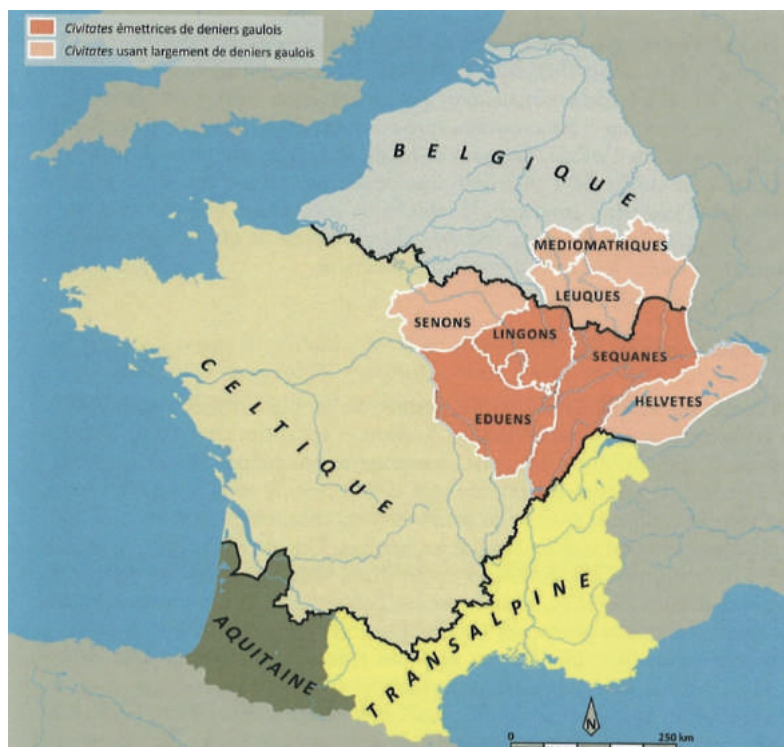 Civitates émettrices de deniers gaulois
Civitates usant largement de deniers gaulois
BELGIQUE
MEDIOMATRIQUES
LEUQUES
SENONS
LINGONS
SEQUANES
HELVETES
EDUENS
CELTIQUE
AQUITAINE
TRANSALPINE
N
0 250 km